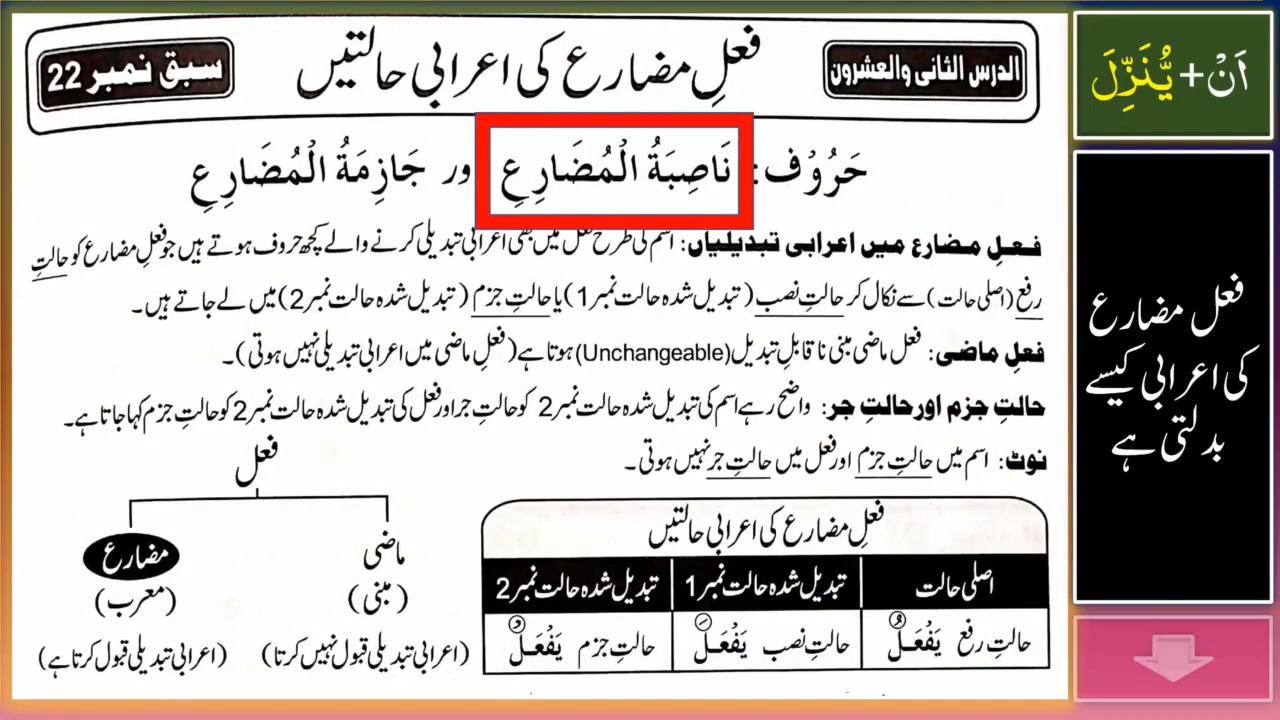 الدرس الثانی والعشرون
فعلِ مضارع کی اعرابی حالتیں
سبق نمبر 22
حَرُوْف: نَاصِبَةُ الْمُضَارِعِ اور جَازِمَةُ الْمُضَارِعِ
فعلِ مضارع میں اعرابی تبدیلیاں: اسم کی طرح فعل میں بھی اعرابی تبدیلی کرنے والے کچھ حروف ہوتے ہیں جو فعلِ مضارع کو حالتِ
رفع (اصلی حالت) سے نکال کر حالتِ نصب (تبدیل شدہ حالت نمبر 1) یا حالتِ جزم (تبدیل شدہ حالت نمبر 2) میں لے جاتے ہیں۔
فعلِ ماضی: فعل ماضی مبنی ناقابلِ تبدیل (Unchangeable) ہوتا ہے (فعلِ ماضی میں اعرابی تبدیلی نہیں ہوتی)۔
حالتِ جزم اور حالتِ جر: واضح رہے اسم کی تبدیل شدہ حالت نمبر 2 کو حالتِ جر اور فعل کی تبدیل شدہ حالت نمبر 2 کو حالتِ جزم کہا جاتا ہے۔
نوٹ: اسم میں حالتِ جزم اور فعل میں حالتِ جر نہیں ہوتی۔
فعل
ماضی
مضارع
(مبنی)
(معرب)
(اعرابی تبدیلی قبول نہیں کرتا)
(اعرابی تبدیلی قبول کرتا ہے)
فعلِ مضارع کی اعرابی حالتیں
اصلی حالت
تبدیل شدہ حالت نمبر 1
تبدیل شدہ حالت نمبر 2
حالتِ رفع یَفْعَلُ
حالتِ نصب یَفْعَلَ
حالتِ جزم یَفْعَلْ
اَنْ + یُّنَزِّلَ
فعل مضارع
کی اعرابی کیسے
بدلتی ہے